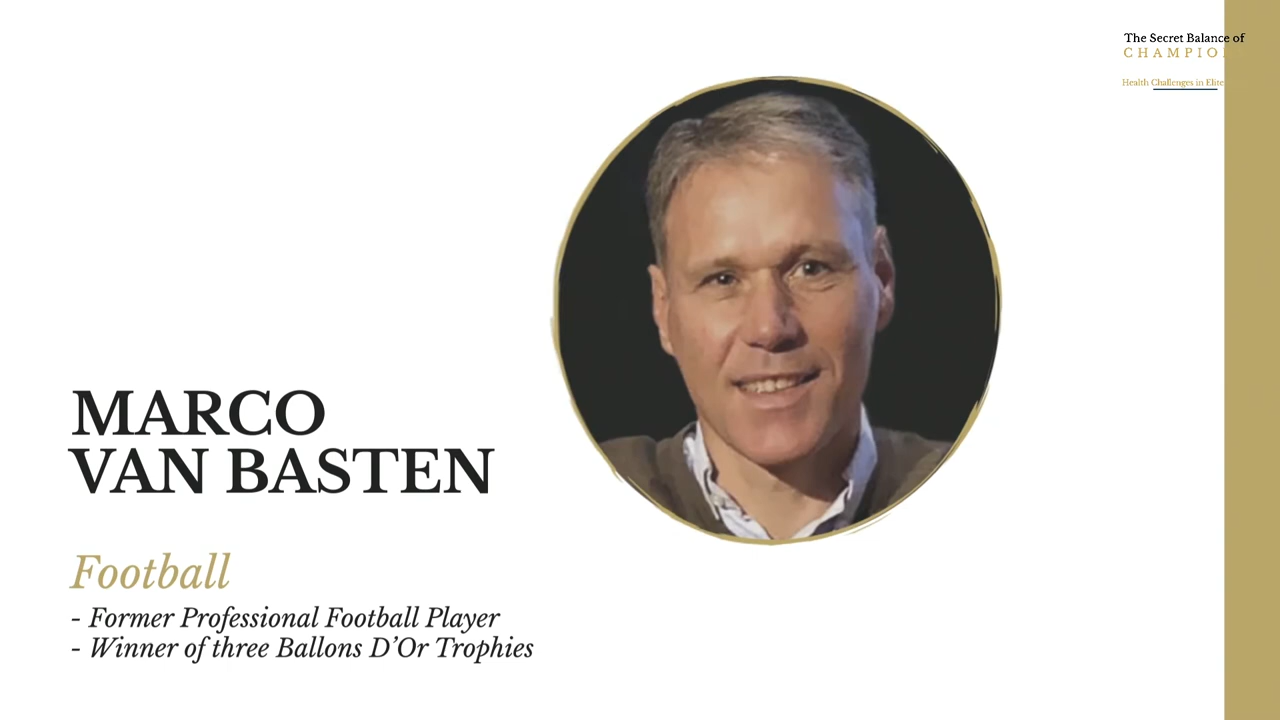 The Secret Balance of
CHAMPIO
Health Challenges in Elite
MARCO
VAN BASTEN
Football
- Former Professional Football Player
- Winner of three Ballons D’Or Trophies